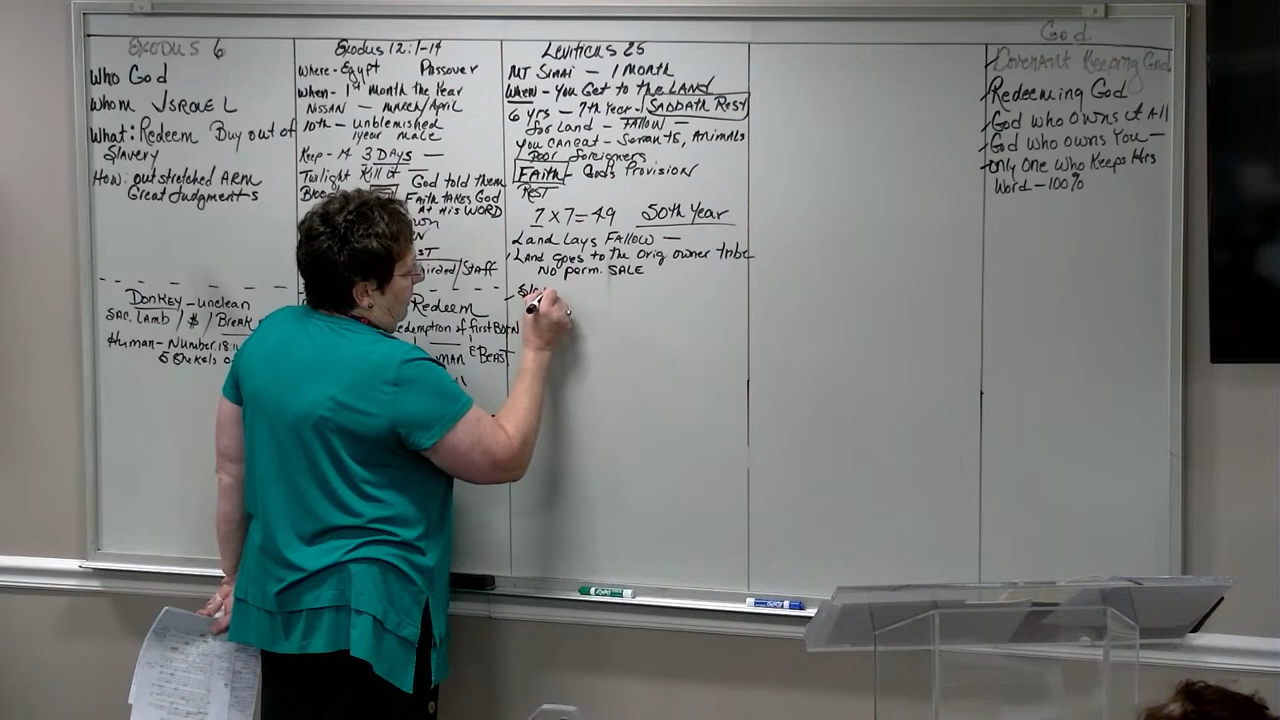 Exodus 6
Who God
Whom ISRAEL
What: Redeem Buy out of
Slavery
How: outstretched ARM
Great Judgments
DonKEY - unclean
SAC. LAMb / $ / BreaK
Human - Number 18:1
5 Shekels
Exodus 12:1-14
Where - Egypt Passover
When - 1st month the Year
NISSAN - MARCH/April
10th - unblemished
1year male
Keep - 3 DAYS -
Twilight Kill it -
God told them
FAITH TAKES GOD
AT His WORD
/Staff
Redeem
edemption of first BORN
MAN & BEAST
Leviticus 25
MT Sinai - 1 Month
When - You Get to the LAND
6 yrs - 7th Year - SABBATH REST
for Land - FALLOW -
You can eat - Servants, Animals
Poor foreigners
FAITH - God's Provision
REST
7 x 7 = 49 50th Year
Land Lays FAllow -
Land goes to the orig owner tribe
No perm. SALE
God
Covenant Keeping God
Redeeming God
God who Owns it All
God who owns You -
only One who Keeps His
Word - 100%